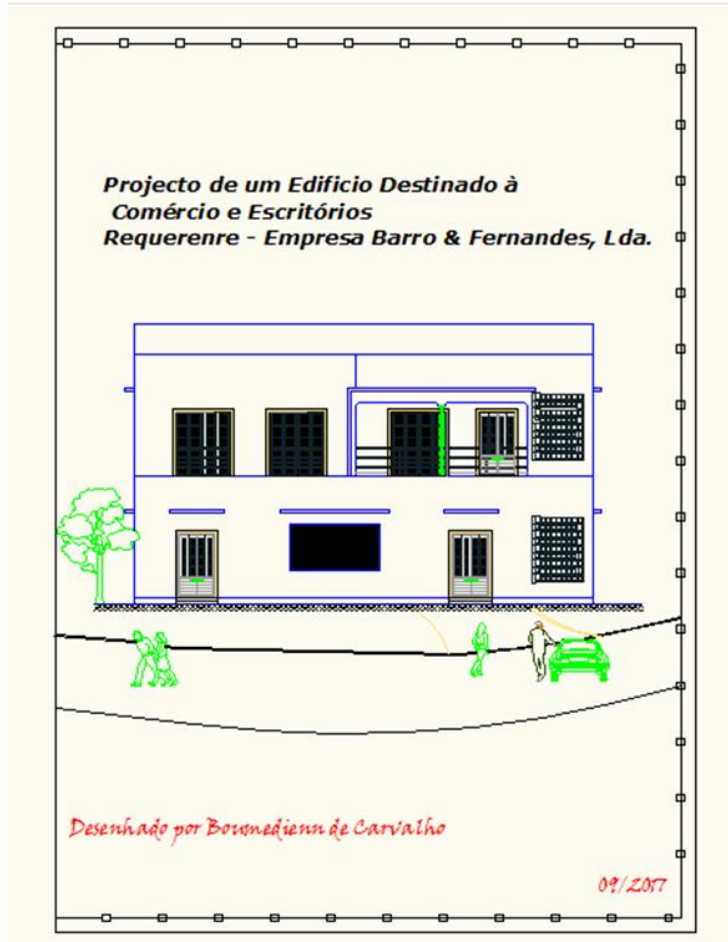 Projecto de um Edificio Destinado à
Comércio e Escritórios
Requerenre - Empresa Barro & Fernandes, Lda.
Desenhado por Boumedienn de Carvalho
09/2017